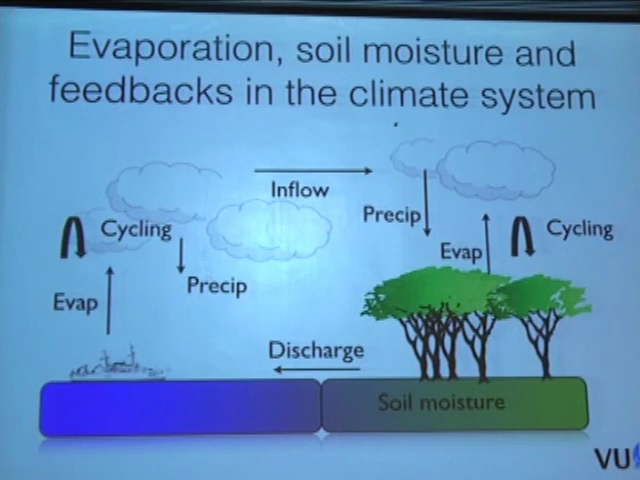 Evaporation, soil moisture and
feedbacks in the climate system
Inflow
Precip
Cycling
Cycling
Evap
Precip
Evap
Discharge
Soil moisture
VU